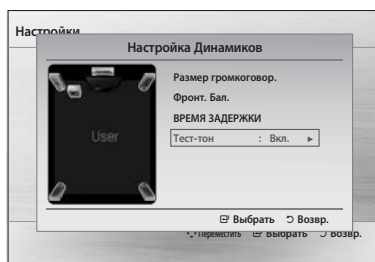 Настройки
Настройка Динамиков
Размер громкоговор.
Фронт. Бал.
ВРЕМЯ ЗАДЕРЖКИ
User
Тест-тон : Вкл. ►
Выбрать Возвр.
Переместить Выбрать Возвр.